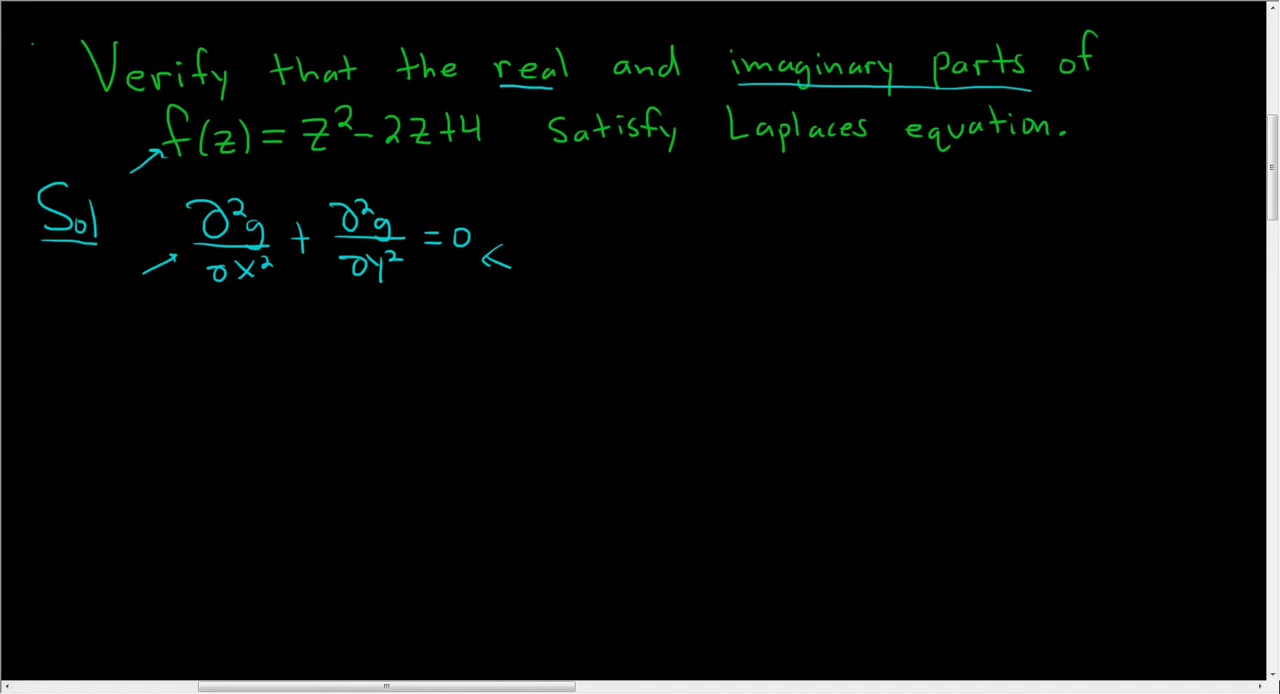 Verify that the real and imaginary parts of
f(z) = z² - 2z + 4 Satisfy Laplaces equation.
Sol ∂²g/∂x² + ∂²g/∂y² = 0